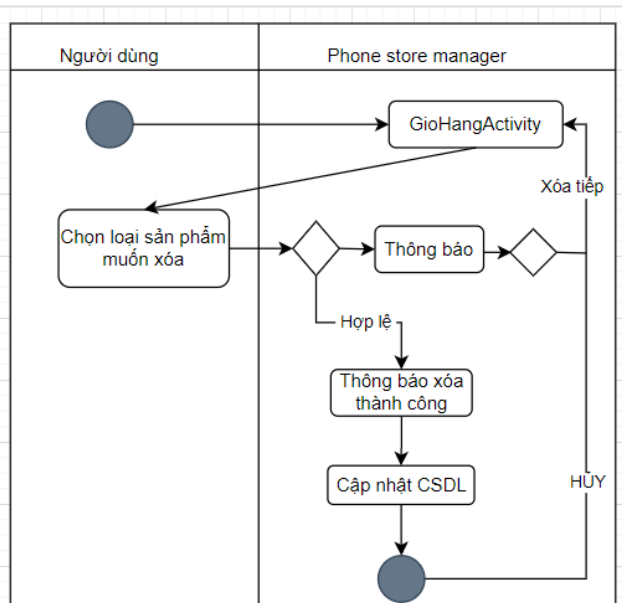 Người dùng
Phone store manager
GioHangActivity
Xóa tiếp
Chọn loại sản phẩm
muốn xóa
Thông báo
Hợp lệ
Thông báo xóa
thành công
Cập nhật CSDL
HỦY